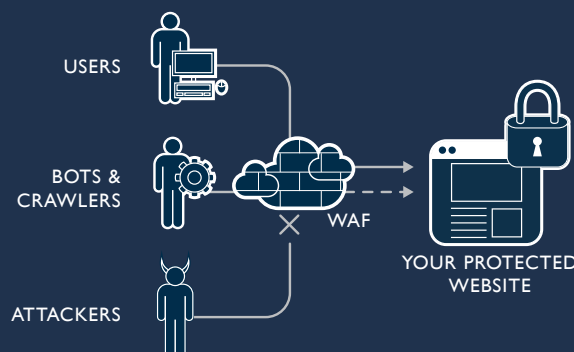 USERS
BOTS &
CRAWLERS
WAF
YOUR PROTECTED
WEBSITE
ATTACKERS